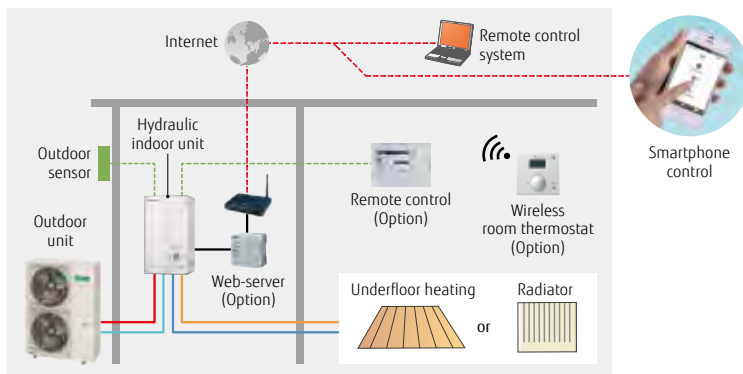 Internet
Remote control
system
Hydraulic
indoor unit
Outdoor
sensor
Smartphone
control
Remote control
(Option)
Wireless
room thermostat
(Option)
Outdoor
unit
Web-server
(Option)
Underfloor heating
or
Radiator